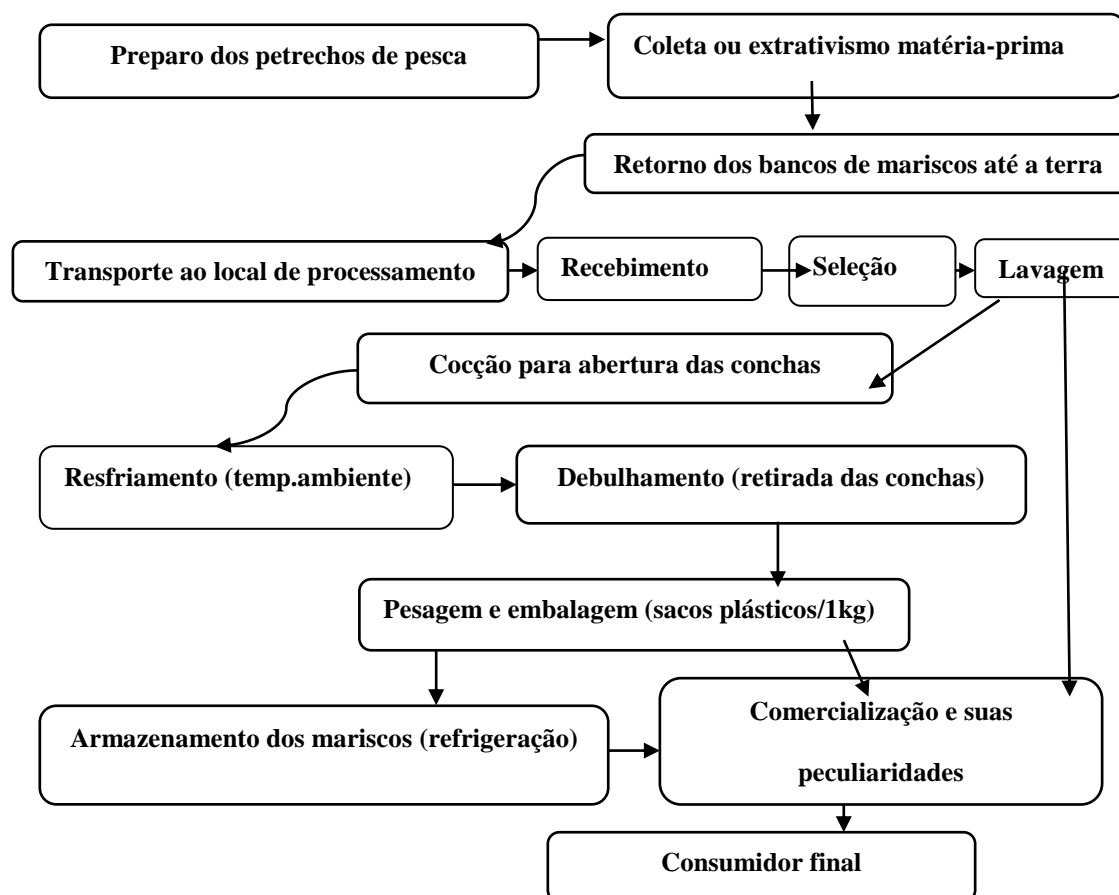 Preparo dos petrechos de pesca
Coleta ou extrativismo matéria-prima
Retorno dos bancos de mariscos até a terra
Transporte ao local de processamento
Recebimento
Seleção
Lavagem
Cocção para abertura das conchas
Resfriamento (temp.ambiente)
Debulhamento (retirada das conchas)
Pesagem e embalagem (sacos plásticos/1kg)
Armazenamento dos mariscos (refrigeração)
Comercialização e suas
peculiaridades
Consumidor final